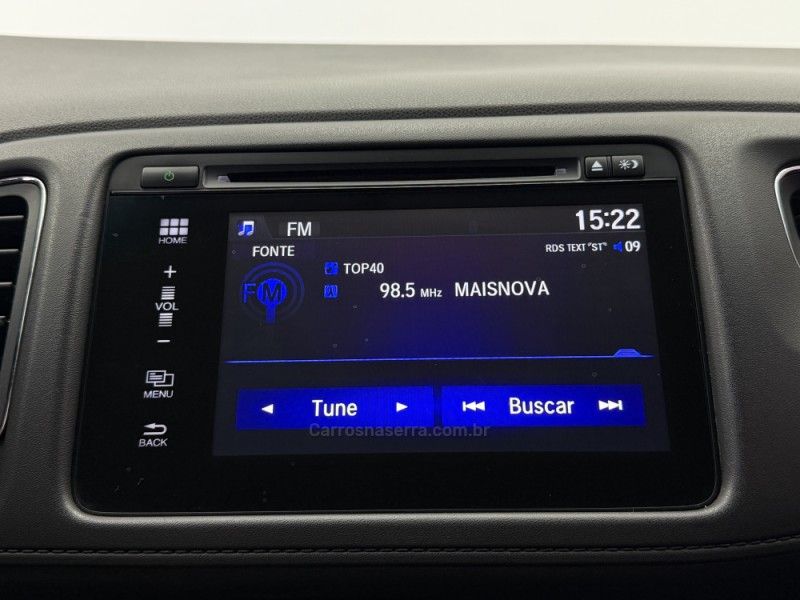 FM
15:22
HOME
FONTE
RDS TEXT "ST" 09
TOP40
98.5 MHz MAISNOVA
FM
+
VOL
−
MENU
BACK
Tune
Buscar
Carrosnaserra.com.br